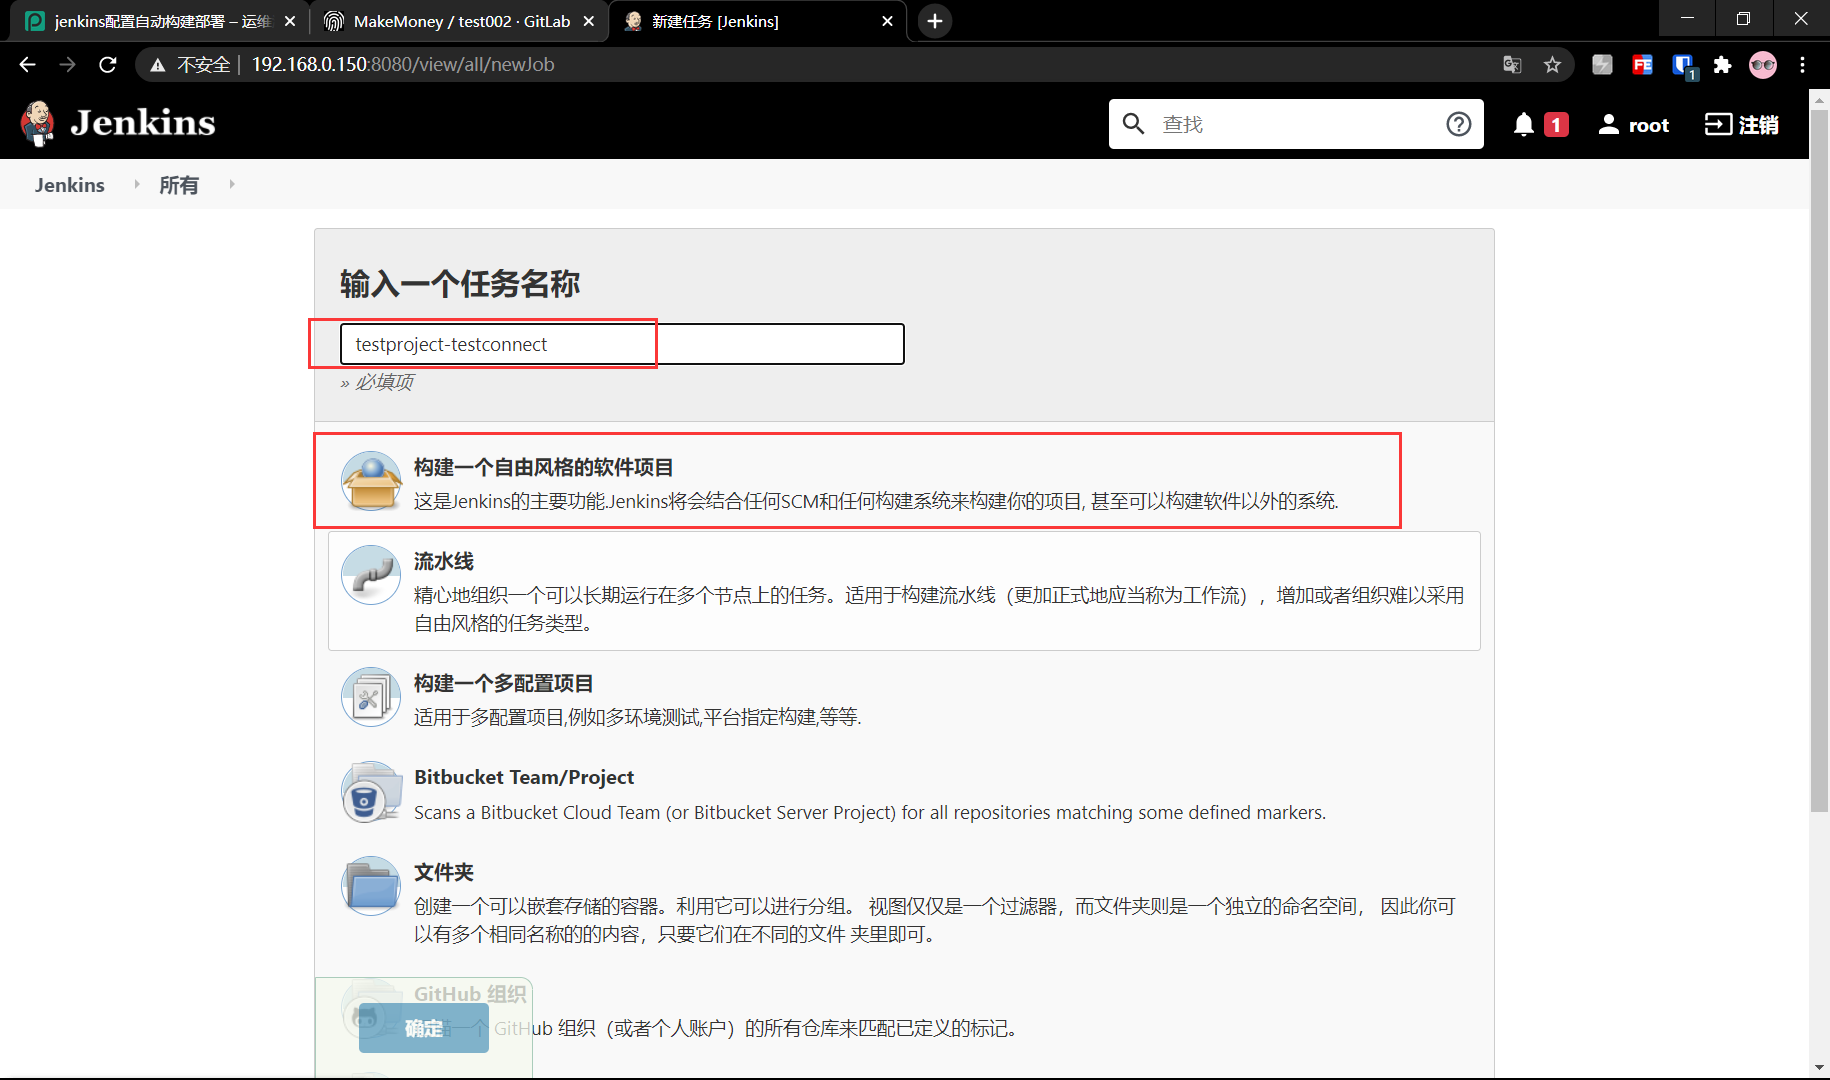 jenkins配置自动构建部署 – 运维
MakeMoney / test002 · GitLab
新建任务 [Jenkins]
不安全
192.168.0.150:8080/view/all/newJob
FE
1
Jenkins
查找
1
root
注销
Jenkins
所有
输入一个任务名称
testproject-testconnect
» 必填项
构建一个自由风格的软件项目
这是Jenkins的主要功能.Jenkins将会结合任何SCM和任何构建系统来构建你的项目, 甚至可以构建软件以外的系统.
流水线
精心地组织一个可以长期运行在多个节点上的任务。适用于构建流水线（更加正式地应当称为工作流），增加或者组织难以采用
自由风格的任务类型。
构建一个多配置项目
适用于多配置项目,例如多环境测试,平台指定构建,等等.
Bitbucket Team/Project
Scans a Bitbucket Cloud Team (or Bitbucket Server Project) for all repositories matching some defined markers.
文件夹
创建一个可以嵌套存储的容器。利用它可以进行分组。 视图仅仅是一个过滤器，而文件夹则是一个独立的命名空间， 因此你可
以有多个相同名称的的内容，只要它们在不同的文件 夹里即可。
GitHub 组织
确定
一个 GitHub 组织（或者个人账户）的所有仓库来匹配已定义的标记。